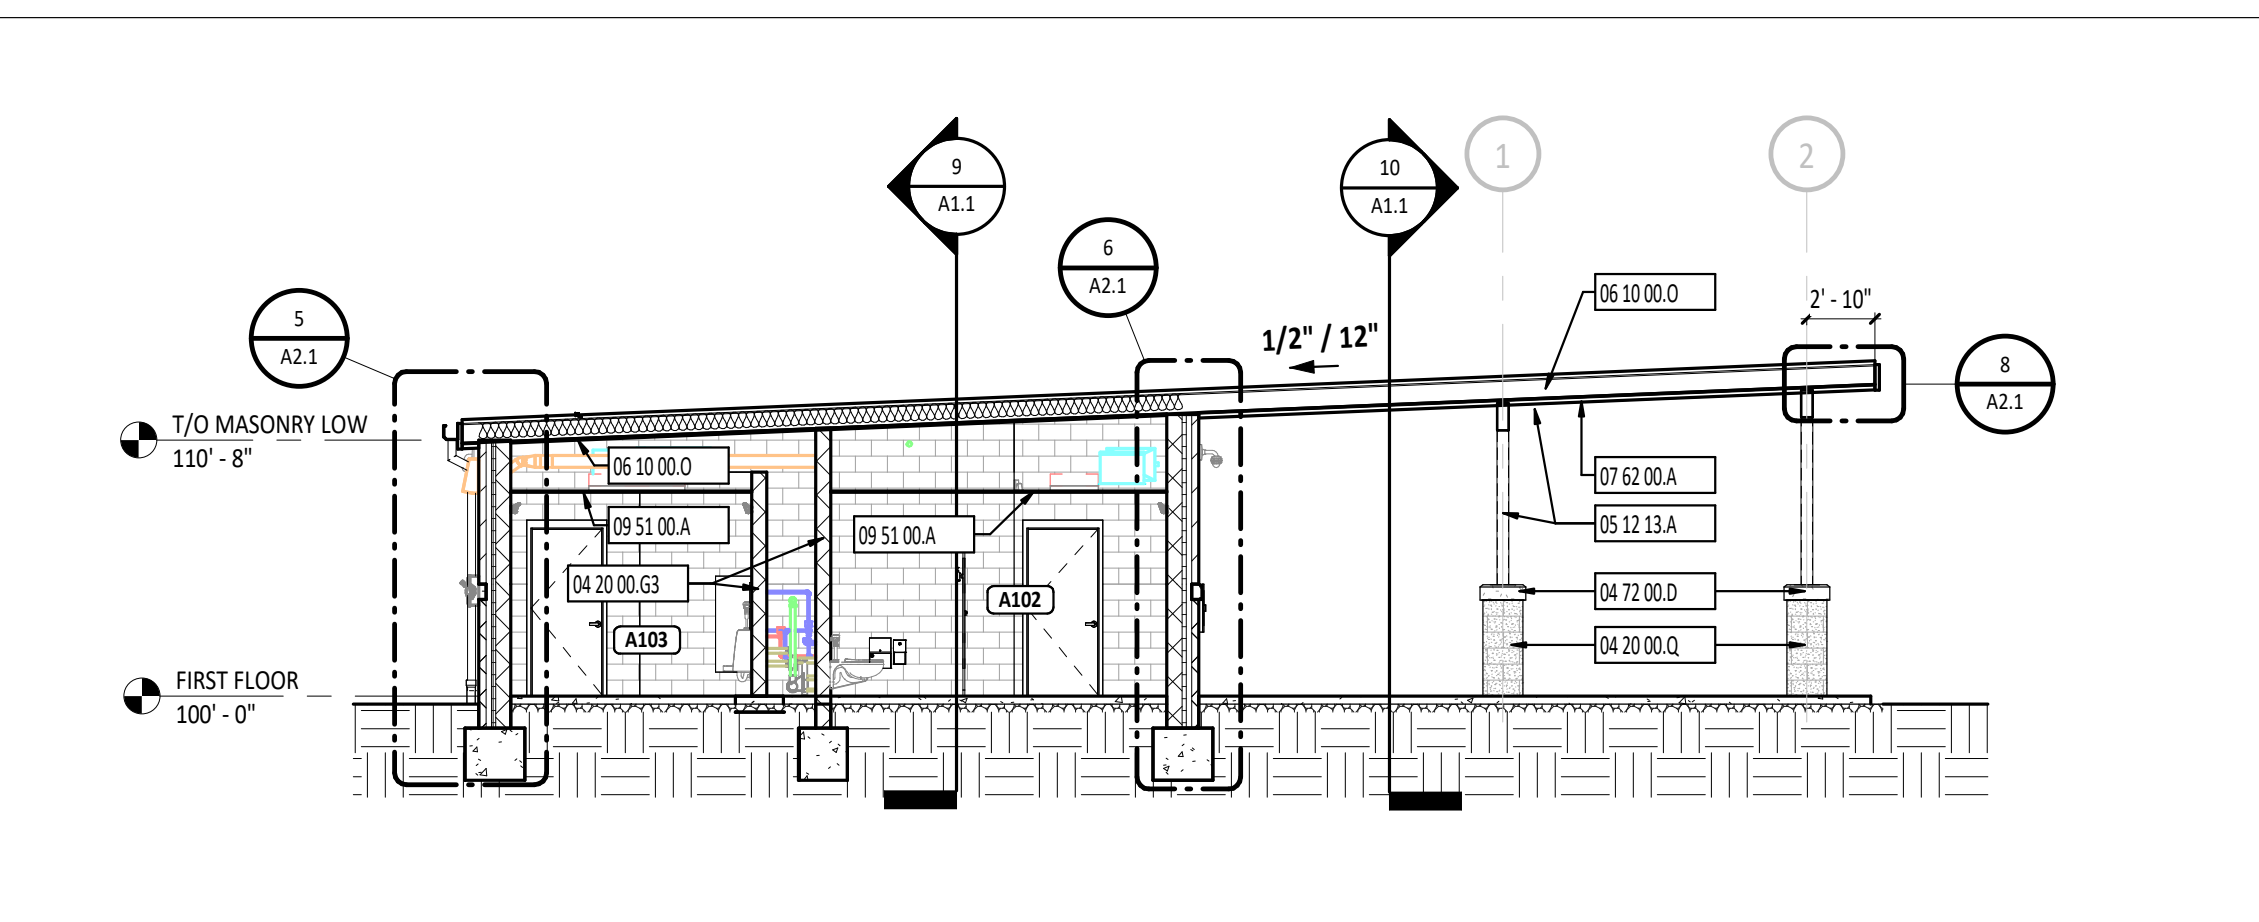 9
A1.1
10
A1.1
1
2
6
A2.1
5
A2.1
06 10 00.O
2' - 10"
1/2" / 12"
8
A2.1
T/O MASONRY LOW
110' - 8"
06 10 00.O
07 62 00.A
09 51 00.A
09 51 00.A
05 12 13.A
04 20 00.G3
A102
04 72 00.D
A103
04 20 00.Q
FIRST FLOOR
100' - 0"